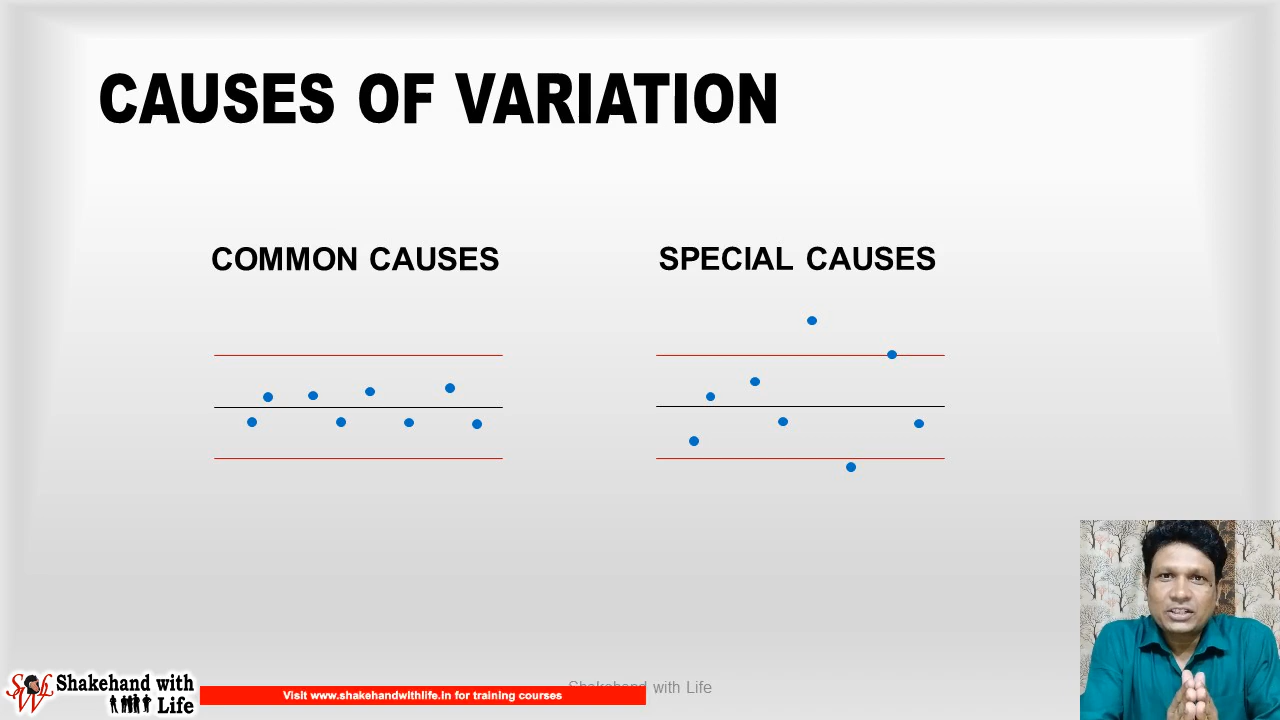 CAUSES OF VARIATION
COMMON CAUSES
SPECIAL CAUSES
Shakehand with
Life
Visit www.shakehandwithlife.in for training courses
Shakehand with Life